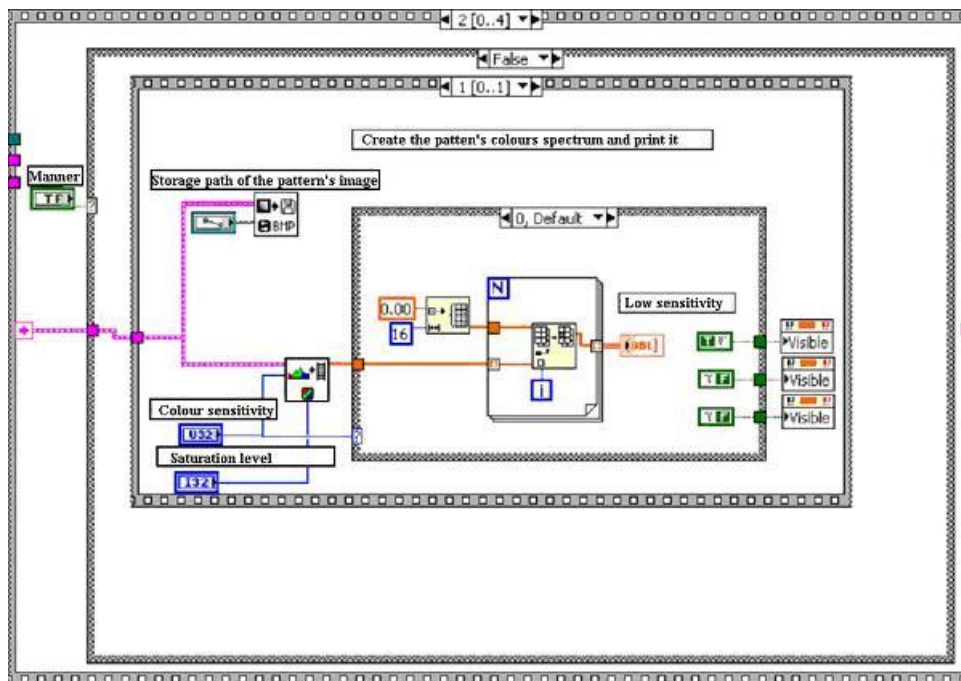 2 [0..4]
False
1 [0..1]
Create the patten's colours spectrum and print it
Manner
TF
Storage path of the pattern's image
BMP
0, Default
N
0.00
16
Low sensitivity
i
Visible
Visible
Visible
Colour sensitivity
U32
Saturation level
I32